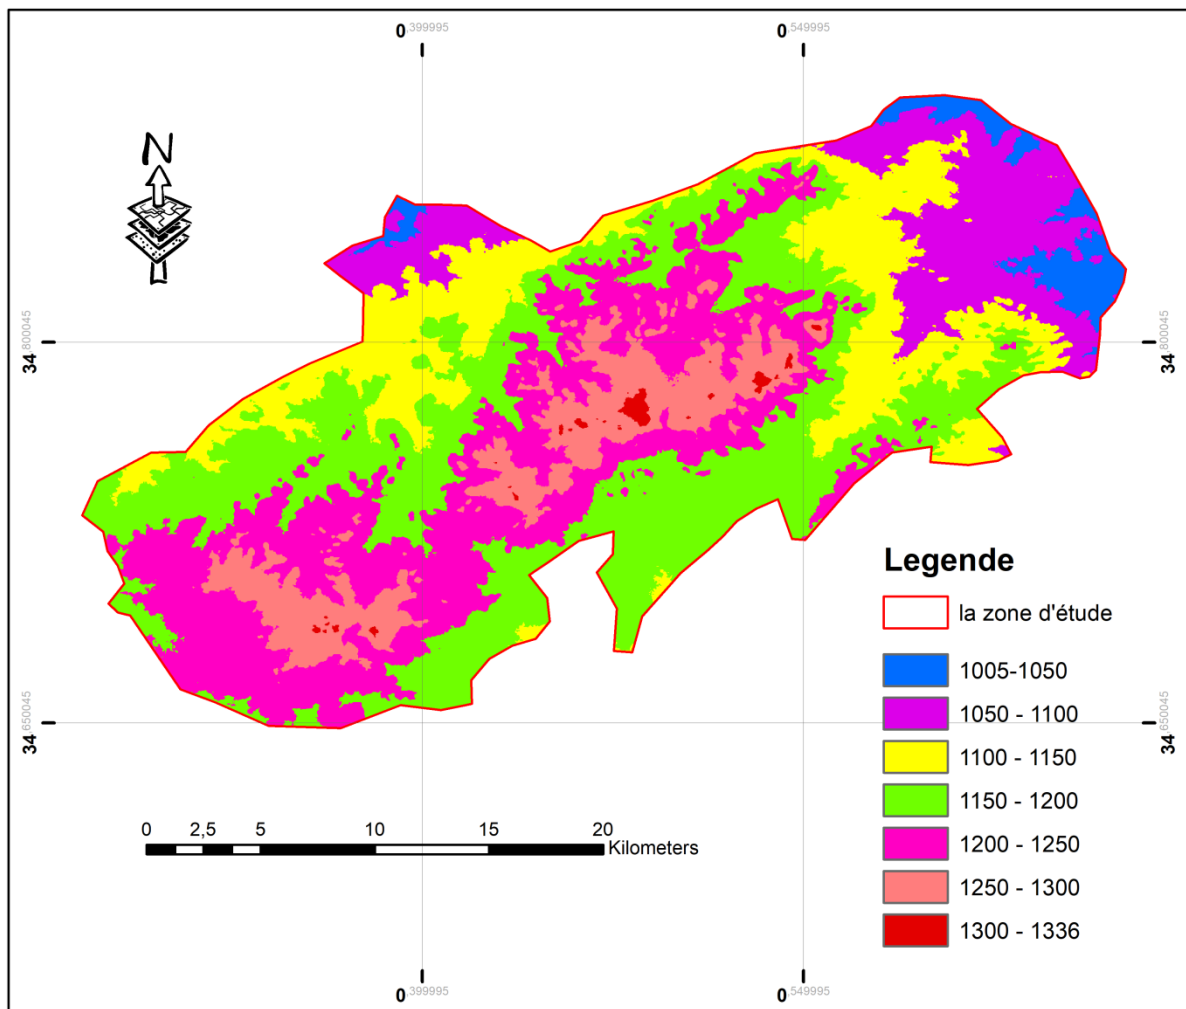 0,399995 0,549995
N
34,800045 34,800045
Legende
la zone d'étude
1005-1050
1050 - 1100
1100 - 1150
1150 - 1200
1200 - 1250
1250 - 1300
1300 - 1336
34,650045 34,650045
0 2,5 5 10 15 20
Kilometers
0,399995 0,549995